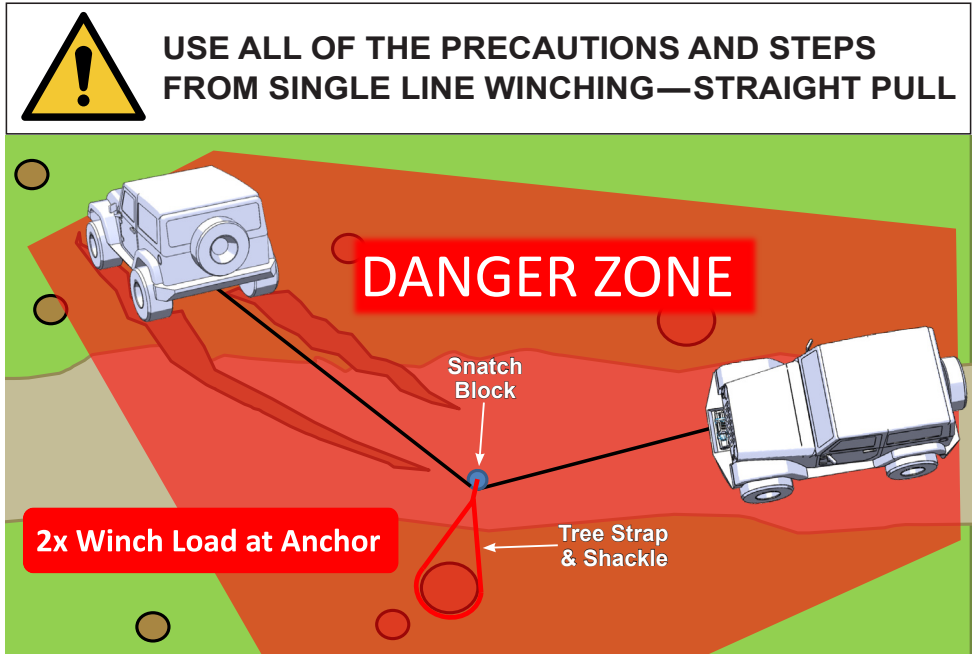 USE ALL OF THE PRECAUTIONS AND STEPS
FROM SINGLE LINE WINCHING—STRAIGHT PULL
DANGER ZONE
Snatch
Block
2x Winch Load at Anchor
Tree Strap
& Shackle